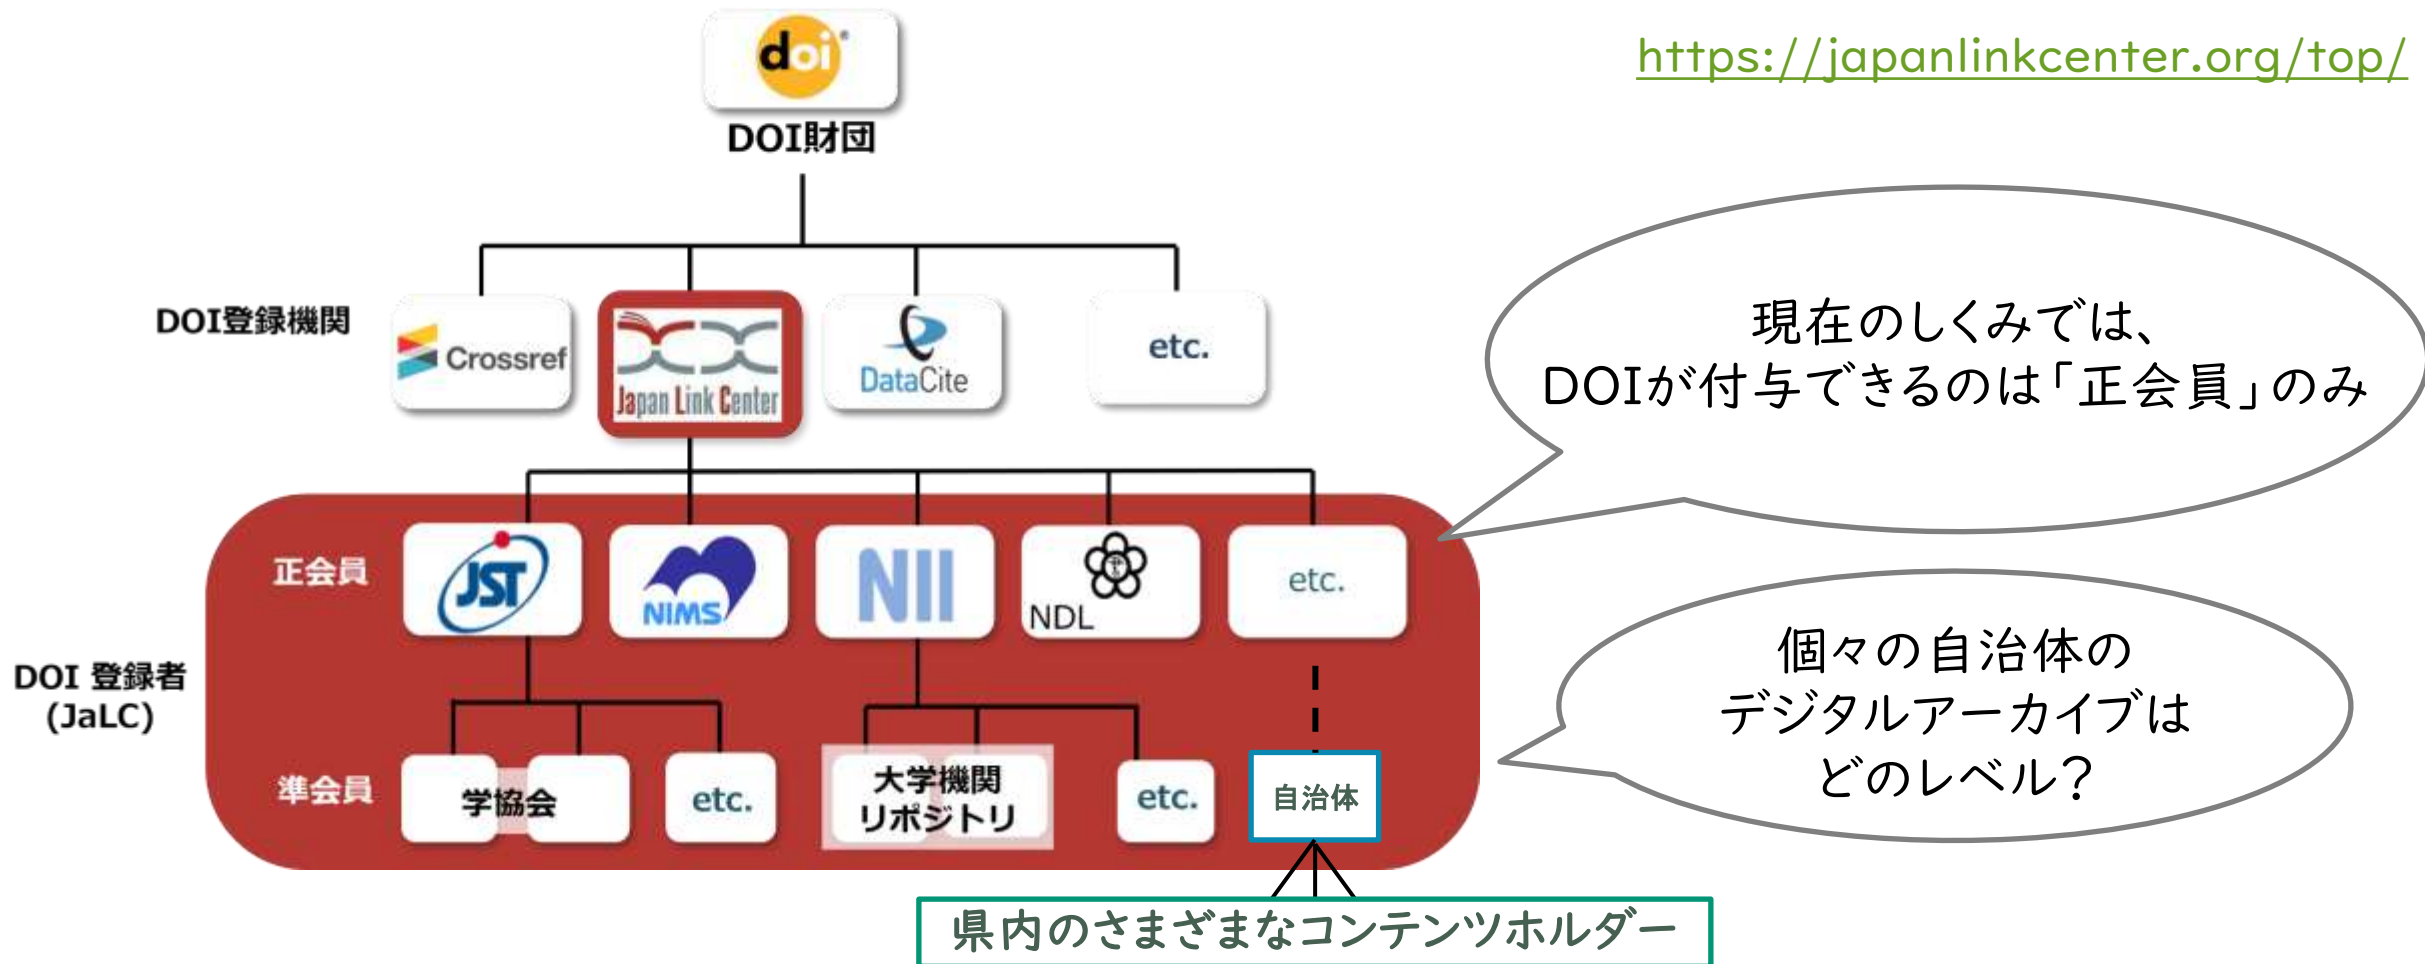 doi®
https://japanlinkcenter.org/top/
DOI財団
DOI登録機関
Crossref
Japan Link Center
DataCite
etc.
現在のしくみでは、
DOIが付与できるのは「正会員」のみ
正会員
JST
NIMS
NII
NDL
etc.
個々の自治体の
デジタルアーカイブは
どのレベル?
DOI 登録者
(JaLC)
準会員
学協会
etc.
大学機関
リポジトリ
etc.
自治体
県内のさまざまなコンテンツホルダー